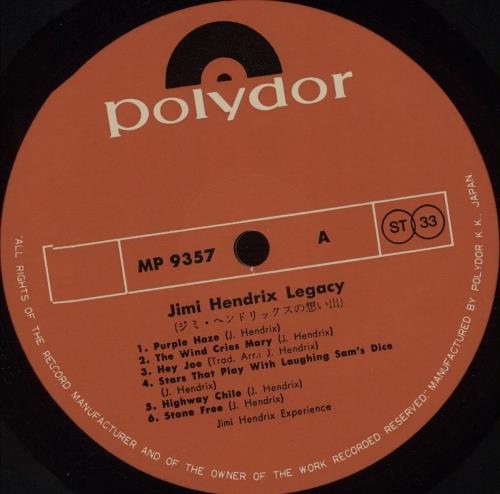 polydor
MP 9357 A ST 33
Jimi Hendrix Legacy
(ジミ・ヘンドリックスの想い出)
1. Purple Haze (J. Hendrix)
2. The Wind Cries Mary (J. Hendrix)
3. Hey Joe (Trad. Arr.: J. Hendrix)
4. Stars That Play With Laughing Sam's Dice
(J. Hendrix)
5. Highway Chile (J. Hendrix)
6. Stone Free (J. Hendrix)
Jimi Hendrix Experience
"ALL RIGHTS OF THE RECORD MANUFACTURER AND OF THE OWNER OF THE WORK RECORDED RESERVED" MANUFACTURED BY POLYDOR K. K., JAPAN.